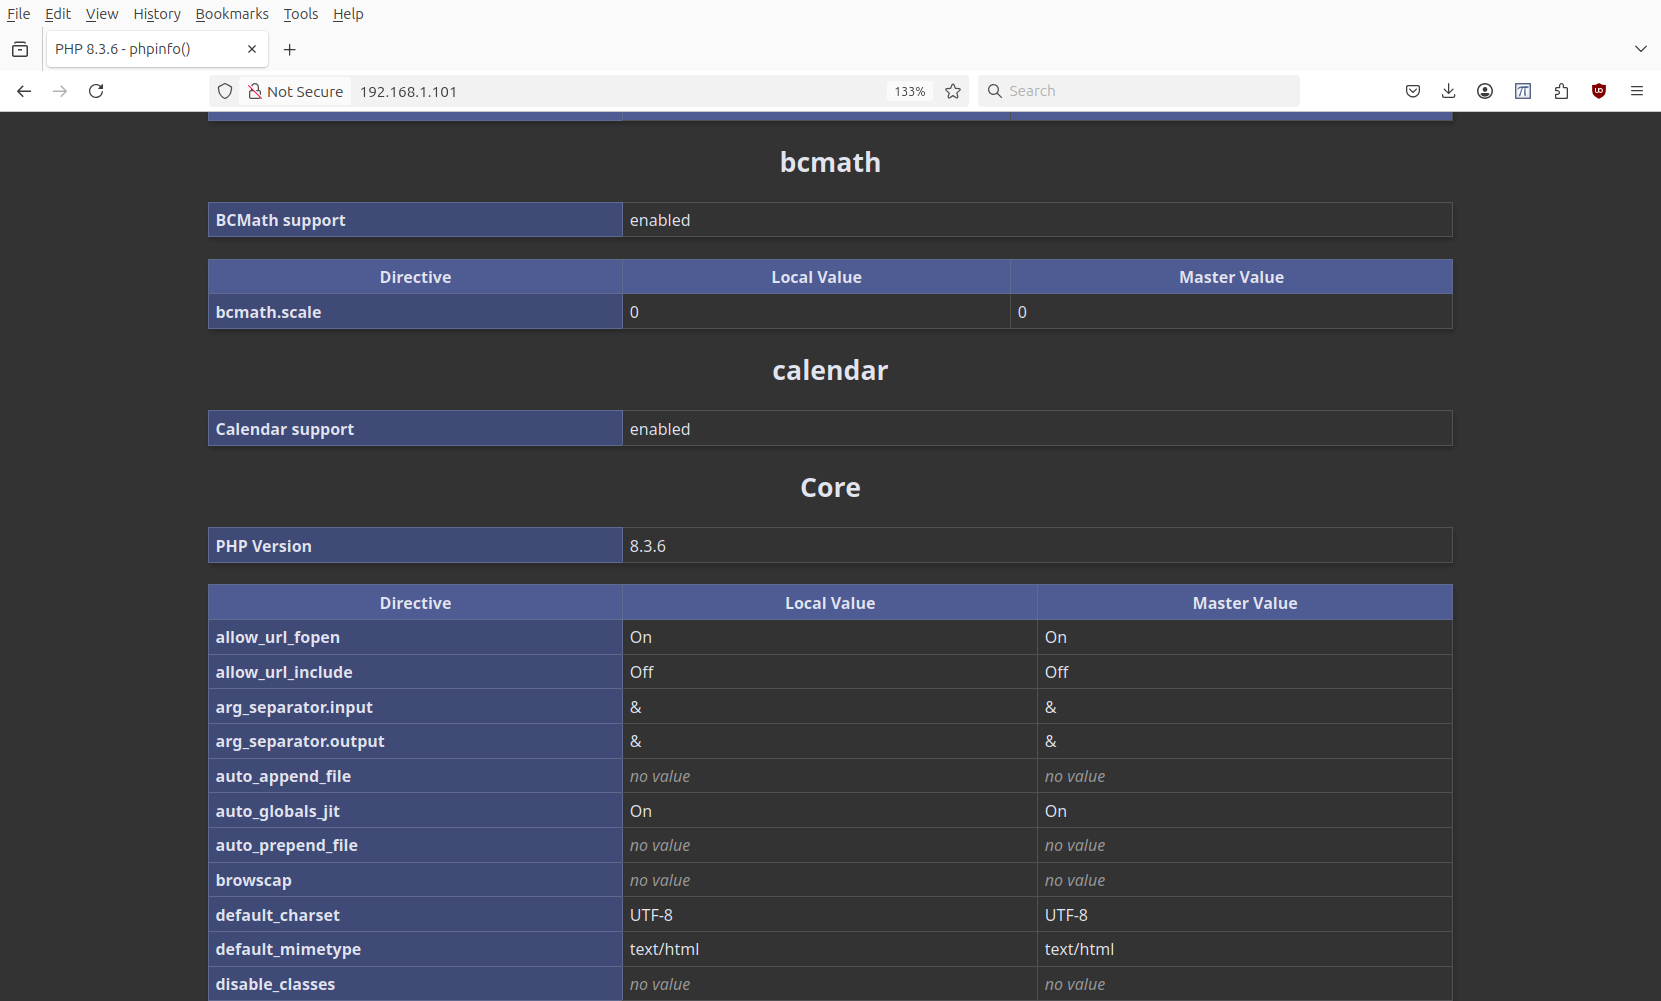 File Edit View History Bookmarks Tools Help
PHP 8.3.6 - phpinfo()
Not Secure 192.168.1.101 133% Search
bcmath
BCMath support enabled
Directive Local Value Master Value
bcmath.scale 0 0
calendar
Calendar support enabled
Core
PHP Version 8.3.6
Directive Local Value Master Value
allow_url_fopen On On
allow_url_include Off Off
arg_separator.input & &
arg_separator.output & &
auto_append_file no value no value
auto_globals_jit On On
auto_prepend_file no value no value
browscap no value no value
default_charset UTF-8 UTF-8
default_mimetype text/html text/html
disable_classes no value no value